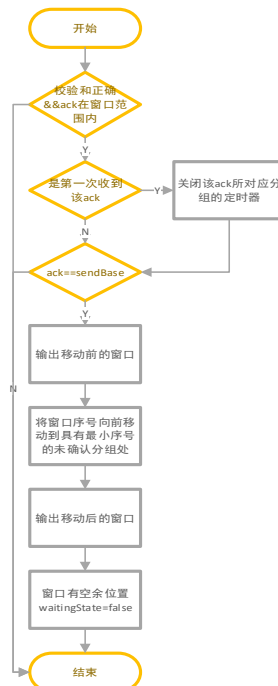 开始
校验和正确
&&ack在窗口范
围内
Y
是第一次收到
该ack
Y
关闭该ack所对应分
组的定时器
N
ack==sendBase
Y
输出移动前的窗口
N
将窗口序号向前
移动到具有最小序号
的未确认分组处
输出移动后的窗口
窗口有空余位置
waitingState=false
结束